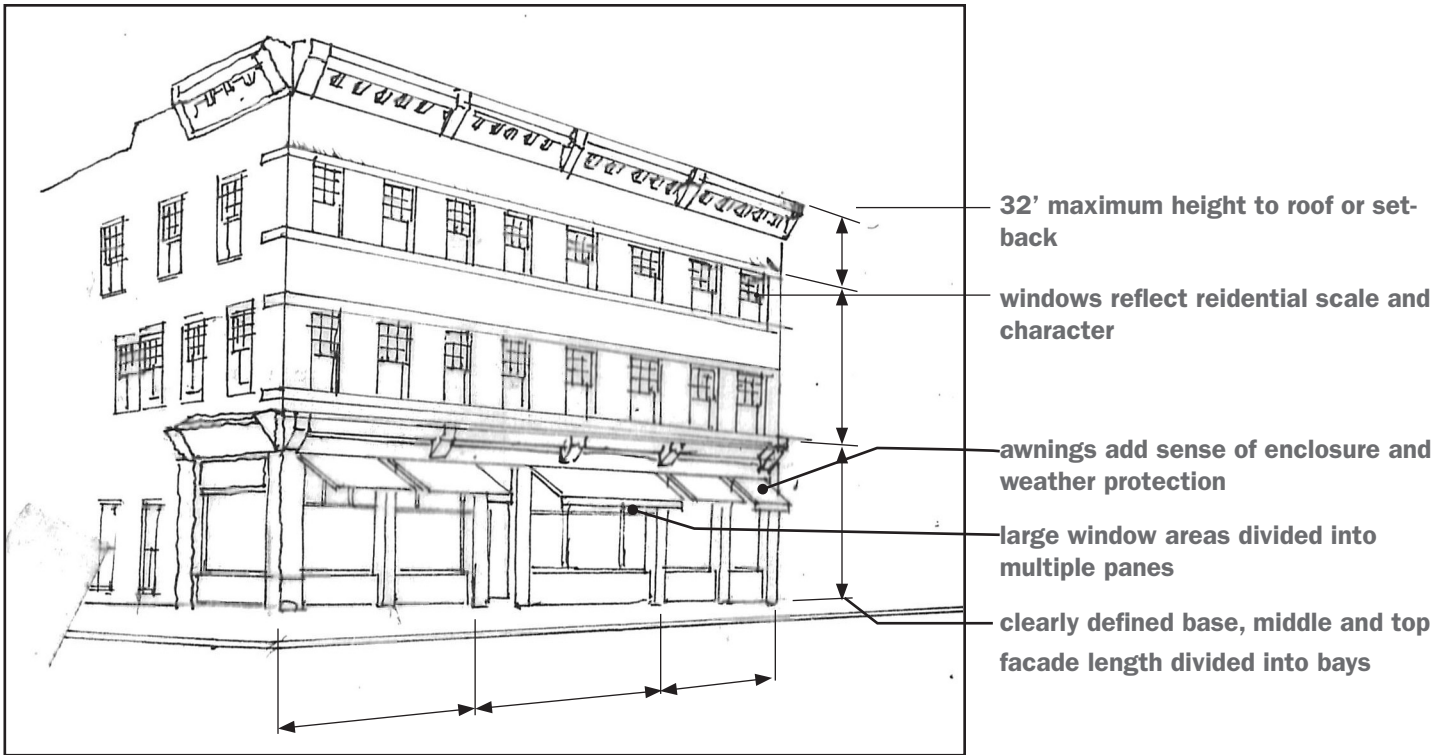 32’ maximum height to roof or set-
back
windows reflect reidential scale and
character
awnings add sense of enclosure and
weather protection
large window areas divided into
multiple panes
clearly defined base, middle and top
facade length divided into bays